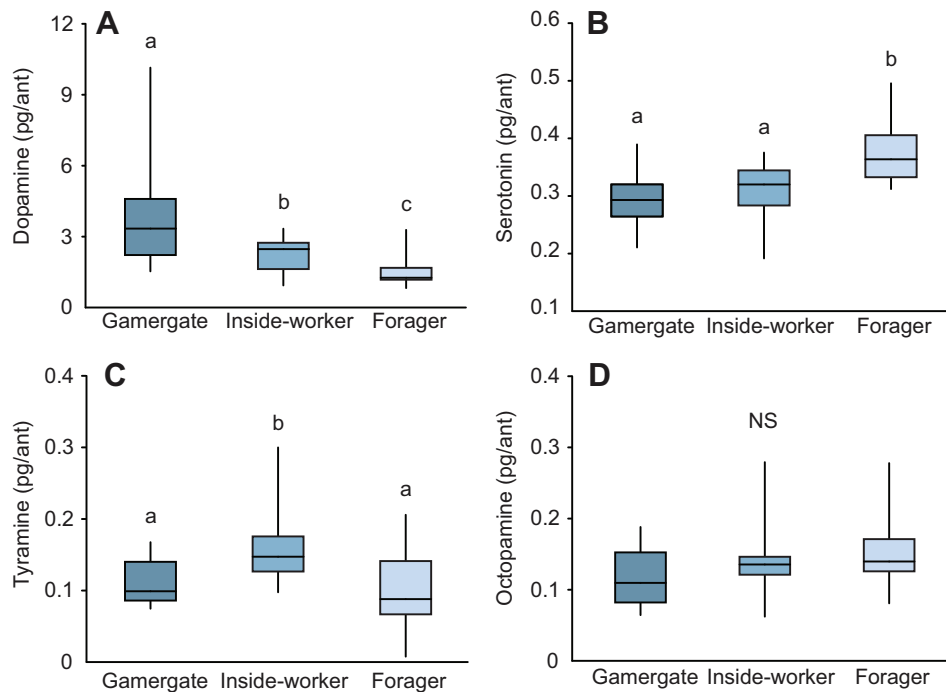 A
Dopamine (pg/ant)
12
9
6
3
0
a
b
c
Gamergate Inside-worker Forager
B
Serotonin (pg/ant)
0.6
0.5
0.4
0.3
0.2
0.1
a
a
b
Gamergate Inside-worker Forager
C
Tyramine (pg/ant)
0.4
0.3
0.2
0.1
0
a
b
a
Gamergate Inside-worker Forager
D
Octopamine (pg/ant)
0.4
0.3
0.2
0.1
0
NS
Gamergate Inside-worker Forager